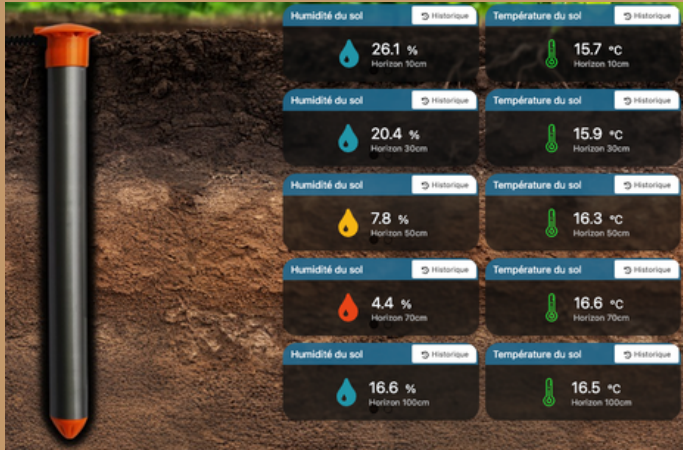 Humidité du sol Historique Température du sol Historique
26.1 % 15.7 °C
Horizon 10cm Horizon 10cm
Humidité du sol Historique Température du sol Historique
20.4 % 15.9 °C
Horizon 30cm Horizon 30cm
Humidité du sol Historique Température du sol Historique
7.8 % 16.3 °C
Horizon 50cm Horizon 50cm
Humidité du sol Historique Température du sol Historique
4.4 % 16.6 °C
Horizon 70cm Horizon 70cm
Humidité du sol Historique Température du sol Historique
16.6 % 16.5 °C
Horizon 100cm Horizon 100cm